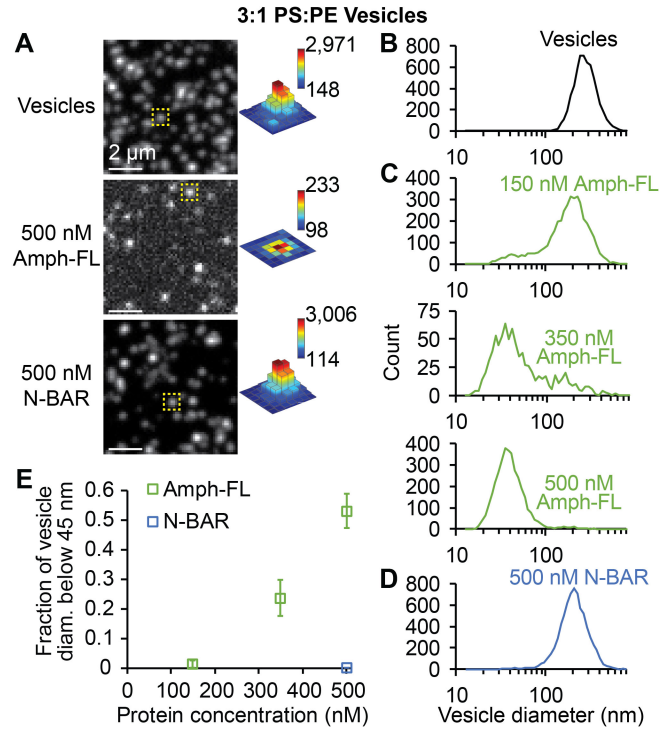 3:1 PS:PE Vesicles
A
Vesicles
2 μm
2,971
148
500 nM
Amph-FL
233
98
500 nM
N-BAR
3,006
114
B
Vesicles
800
600
400
200
0
10
100
C
150 nM Amph-FL
400
300
200
100
0
10
100
Count
350 nM
Amph-FL
75
50
25
0
10
100
500 nM
Amph-FL
400
300
200
100
0
10
100
D
500 nM N-BAR
800
600
400
200
0
10
100
Vesicle diameter (nm)
E
Amph-FL
N-BAR
Fraction of vesicle
diam. below 45 nm
0.6
0.5
0.4
0.3
0.2
0.1
0
0 100 200 300 400 500
Protein concentration (nM)